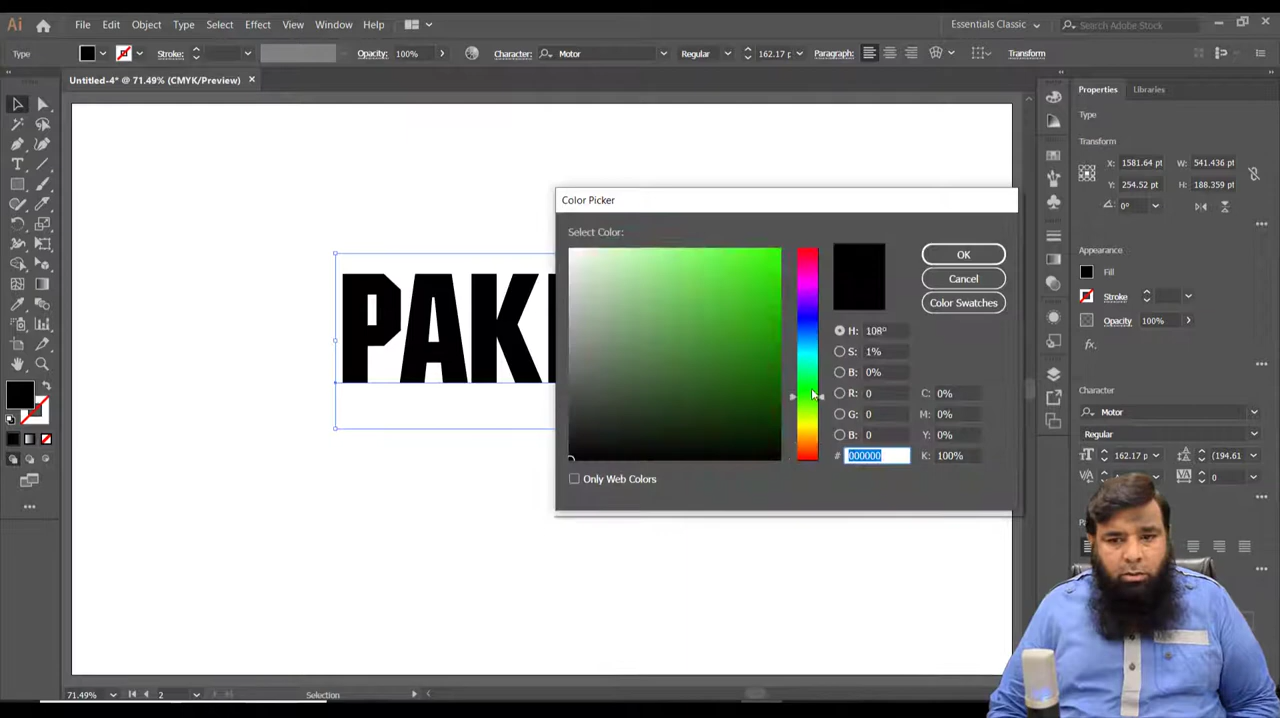 Ai File Edit Object Type Select Effect View Window Help Essentials Classic Search Adobe Stock
Type Stroke: Opacity: 100% Character: Motor Regular 162.17 p Paragraph: Transform
Untitled-4* @ 71.49% (CMYK/Preview) ×
Properties Libraries
Type
Transform
X: 1581.64 pt W: 541.436 pt
Y: 254.52 pt H: 188.359 pt
0°
Appearance
Fill
Stroke
Opacity 100%
fx.
Character
Motor
Regular
162.17 p (194.61
0
PAK
Color Picker
Select Color:
OK
Cancel
Color Swatches
H: 108°
S: 1%
B: 0%
R: 0 C: 0%
G: 0 M: 0%
B: 0 Y: 0%
# 000000 K: 100%
Only Web Colors
71.49% 2 Selection